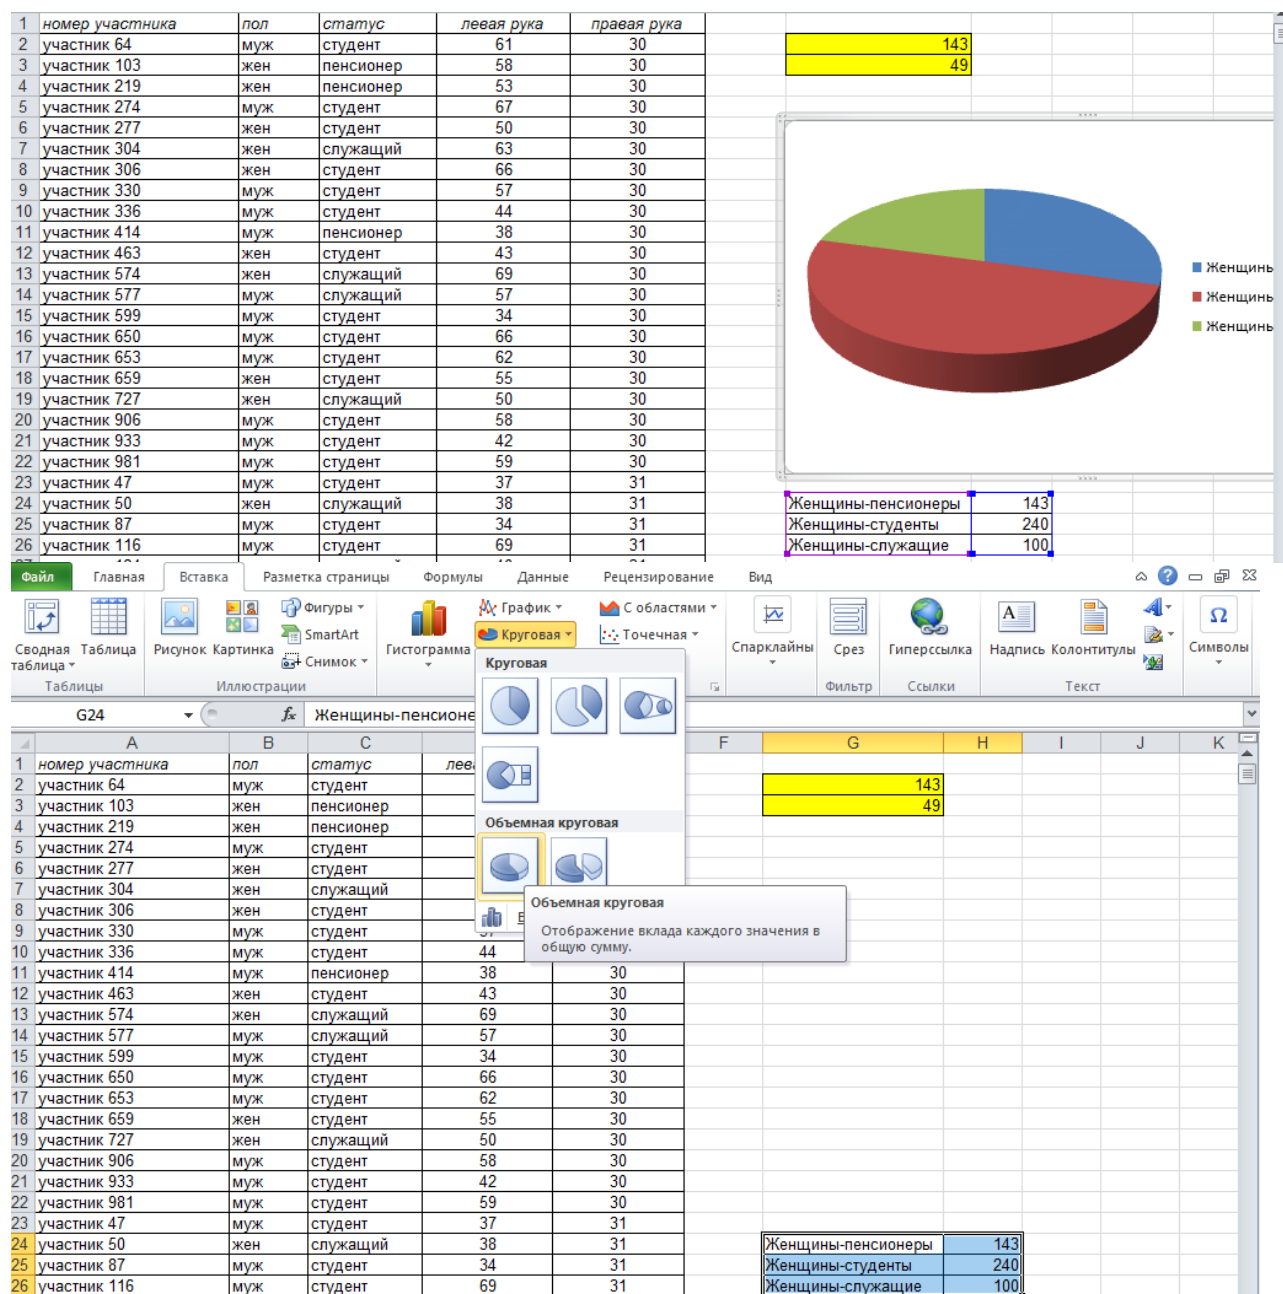 1 номер участника пол статус левая рука правая рука
2 участник 64 муж студент 61 30 143
3 участник 103 жен пенсионер 58 30 49
4 участник 219 жен пенсионер 53 30
5 участник 274 муж студент 67 30
6 участник 277 жен студент 50 30
7 участник 304 жен служащий 63 30
8 участник 306 жен студент 66 30
9 участник 330 муж студент 57 30
10 участник 336 муж студент 44 30
11 участник 414 муж пенсионер 38 30
12 участник 463 жен студент 43 30
13 участник 574 жен служащий 69 30 Женщинь
14 участник 577 муж служащий 57 30 Женщинь
15 участник 599 муж студент 34 30
16 участник 650 муж студент 66 30 Женщинь
17 участник 653 муж студент 62 30
18 участник 659 жен студент 55 30
19 участник 727 жен служащий 50 30
20 участник 906 муж студент 58 30
21 участник 933 муж студент 42 30
22 участник 981 муж студент 59 30
23 участник 47 муж студент 37 31
24 участник 50 жен служащий 38 31 Женщины-пенсионеры 143
25 участник 87 муж студент 34 31 Женщины-студенты 240
26 участник 116 муж студент 69 31 Женщины-служащие 100
Файл Главная Вставка Разметка страницы Формулы Данные Рецензирование Вид
Сводная таблица Таблица Рисунок Картинка Фигуры SmartArt Снимок Гистограмма График Круговая С областями Точечная Спарклайны Срез Гиперссылка Надпись Колонтитулы Символы
Таблицы Иллюстрации Фильтр Ссылки Текст
Круговая
G24 fx Женщины-пенсионе
A B C F G H I J K
1 номер участника пол статус лев
2 участник 64 муж студент 143
3 участник 103 жен пенсионер 49
4 участник 219 жен пенсионер
Объемная круговая
5 участник 274 муж студент
6 участник 277 жен студент
7 участник 304 жен служащий
8 участник 306 жен студент
Объемная круговая
Отображение вклада каждого значения в
общую сумму.
9 участник 330 муж студент
10 участник 336 муж студент 44
11 участник 414 муж пенсионер 38 30
12 участник 463 жен студент 43 30
13 участник 574 жен служащий 69 30
14 участник 577 муж служащий 57 30
15 участник 599 муж студент 34 30
16 участник 650 муж студент 66 30
17 участник 653 муж студент 62 30
18 участник 659 жен студент 55 30
19 участник 727 жен служащий 50 30
20 участник 906 муж студент 58 30
21 участник 933 муж студент 42 30
22 участник 981 муж студент 59 30
23 участник 47 муж студент 37 31
24 участник 50 жен служащий 38 31 Женщины-пенсионеры 143
25 участник 87 муж студент 34 31 Женщины-студенты 240
26 участник 116 муж студент 69 31 Женщины-служащие 100